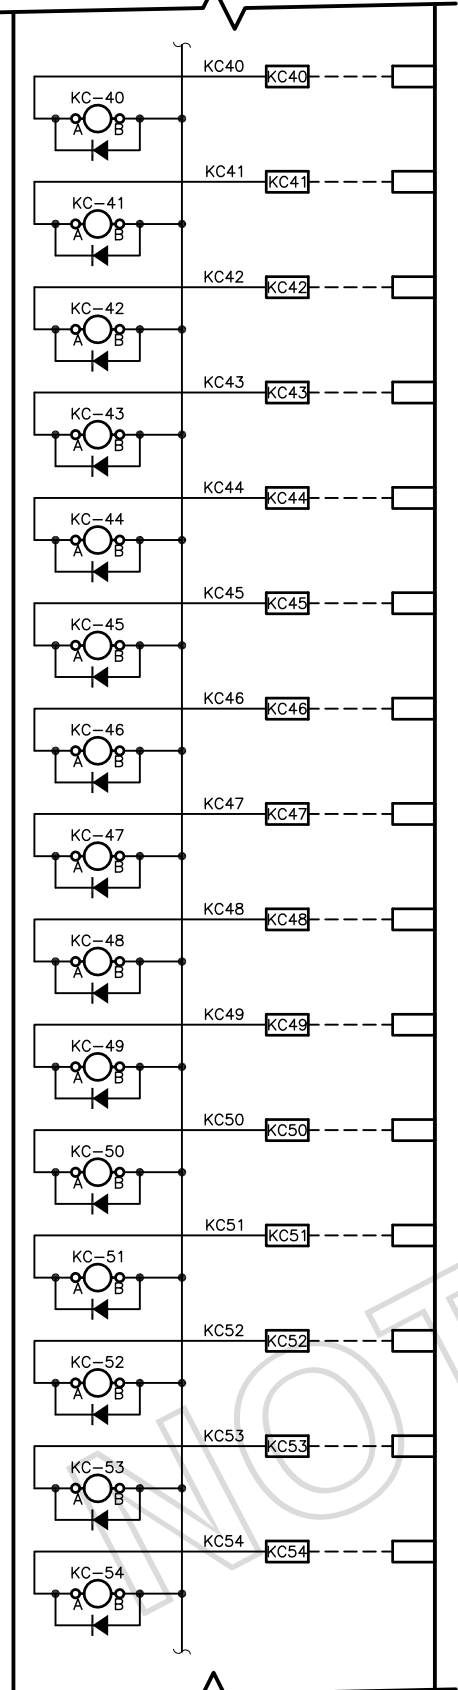 KC40 KC40
KC-40
A B
KC41 KC41
KC-41
A B
KC42 KC42
KC-42
A B
KC43 KC43
KC-43
A B
KC44 KC44
KC-44
A B
KC45 KC45
KC-45
A B
KC46 KC46
KC-46
A B
KC47 KC47
KC-47
A B
KC48 KC48
KC-48
A B
KC49 KC49
KC-49
A B
KC50 KC50
KC-50
A B
KC51 KC51
KC-51
A B
KC52 KC52
KC-52
A B
KC53 KC53
KC-53
A B
KC54 KC54
KC-54
A B
NOT